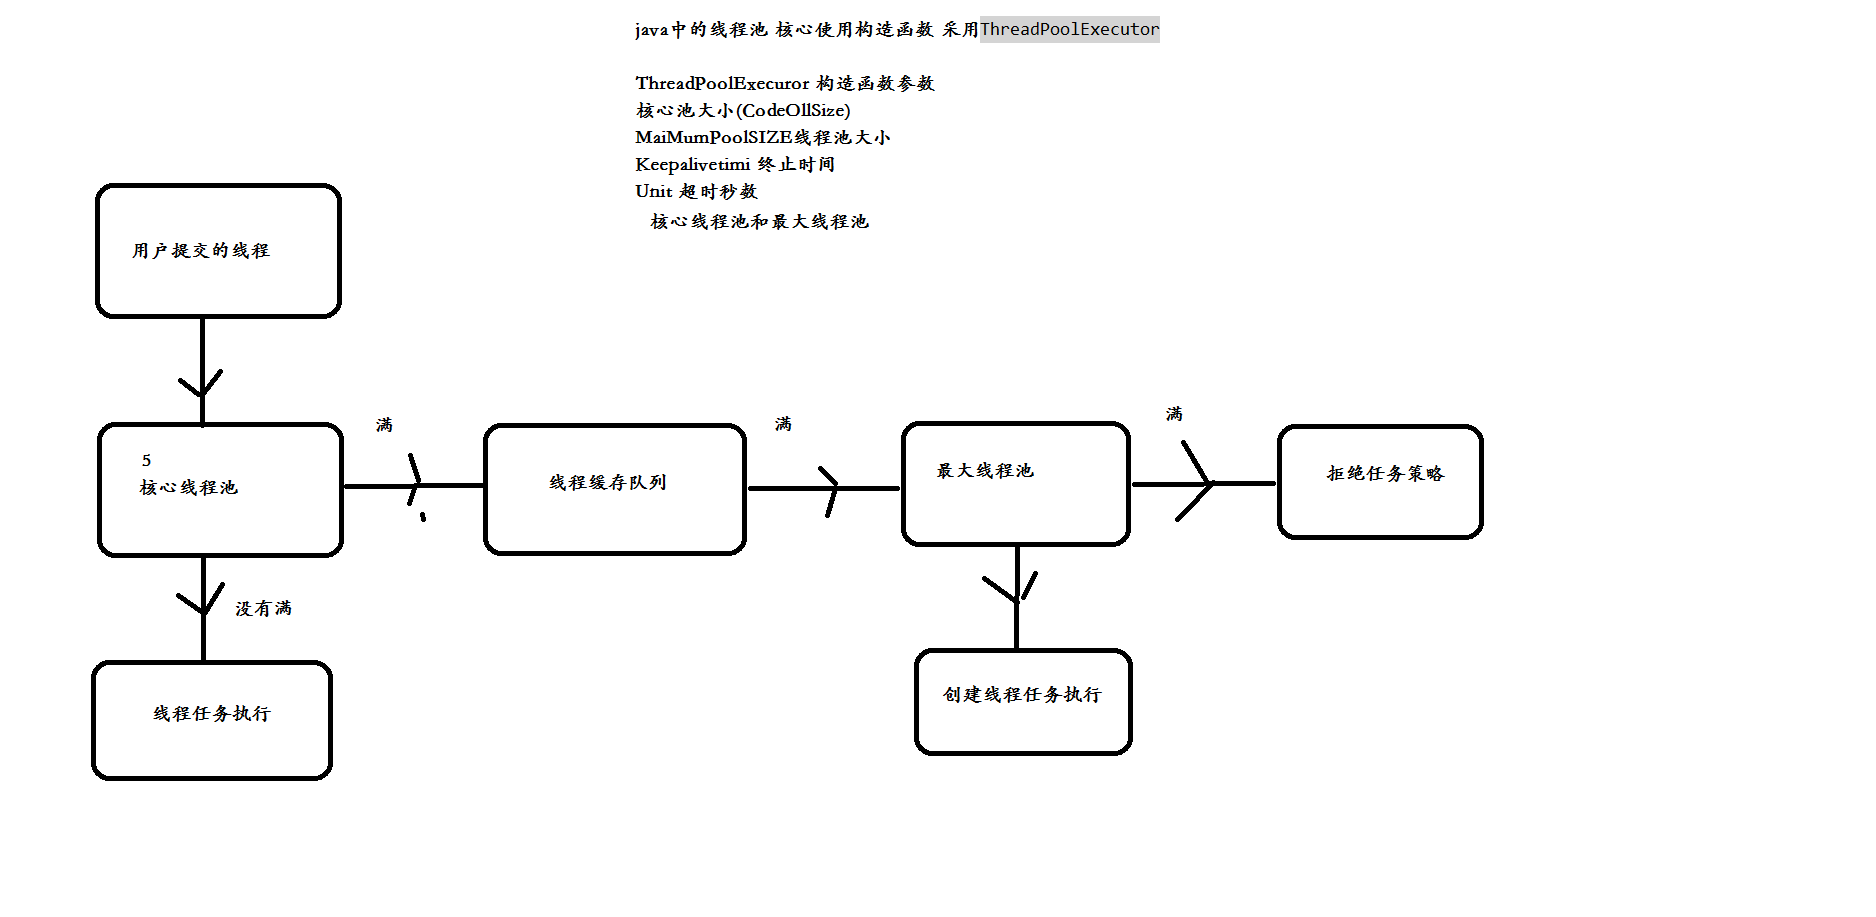 java中的线程池 核心使用构造函数 采用ThreadPoolExecutor
ThreadPoolExecuror 构造函数参数
核心池大小(CodeOllSize)
MaiMumPoolSIZE线程池大小
Keepalivetimi 终止时间
Unit 超时秒数
核心线程池和最大线程池
用户提交的线程
5
核心线程池
满
线程缓存队列
满
最大线程池
满
拒绝任务策略
没有满
线程任务执行
创建线程任务执行